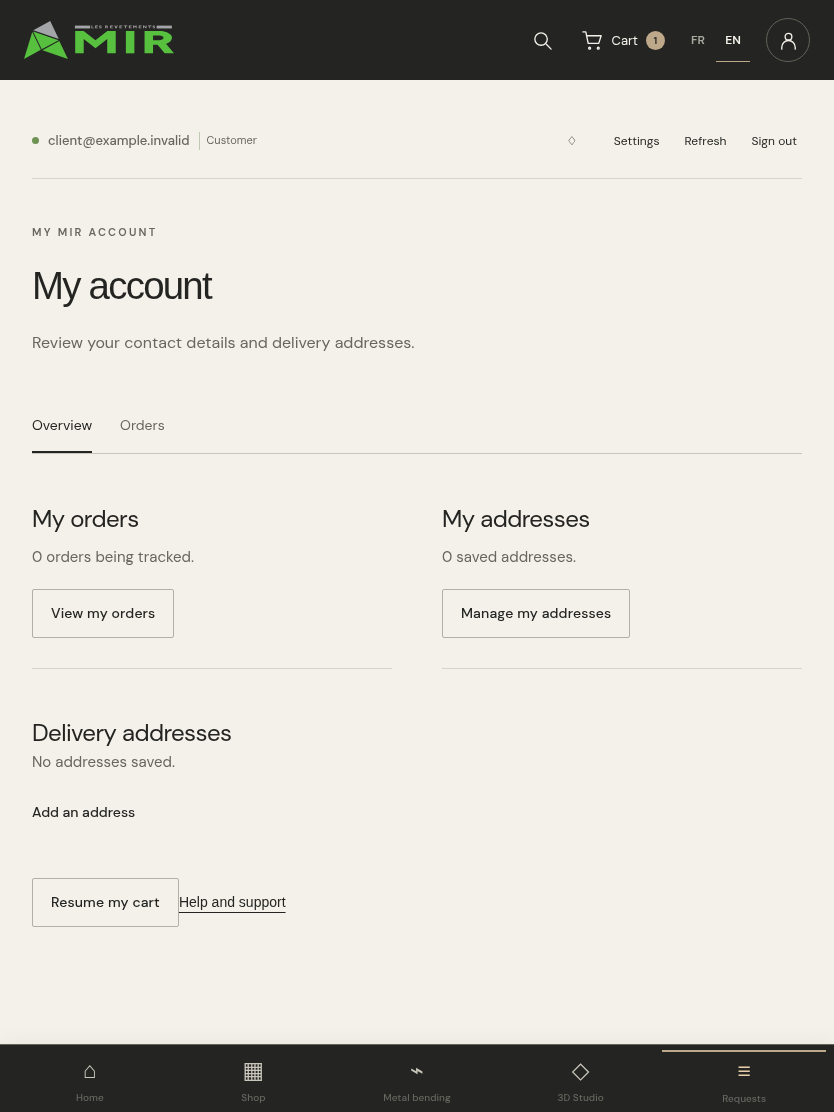 LES REVÊTEMENTS
MIR
Cart 1 FR EN
client@example.invalid Customer Settings Refresh Sign out
MY MIR ACCOUNT
My account
Review your contact details and delivery addresses.
Overview Orders
My orders My addresses
0 orders being tracked. 0 saved addresses.
View my orders Manage my addresses
Delivery addresses
No addresses saved.
Add an address
Resume my cart Help and support
Home Shop Metal bending 3D Studio Requests